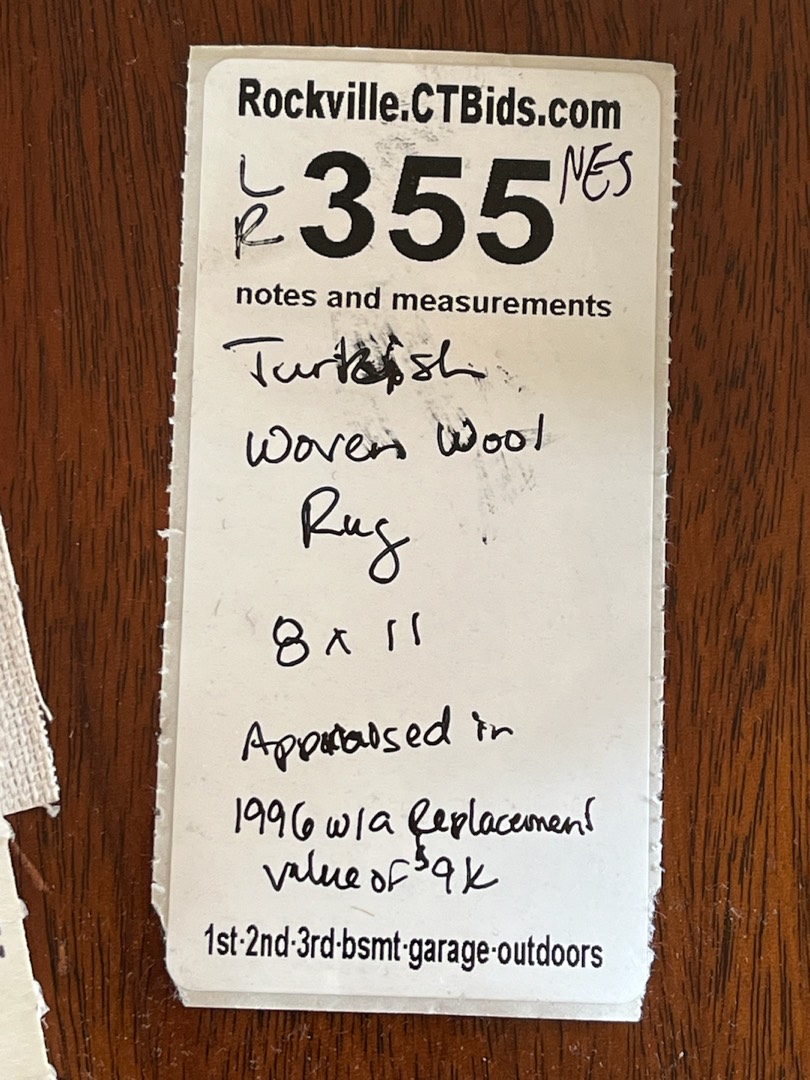 Rockville.CTBids.com
L R 355 NES
notes and measurements
Turkish
Woven Wool
Rug
8 x 11
Appraised in
1996 w/a Replacement
value of $9K
1st·2nd·3rd·bsmt·garage·outdoors